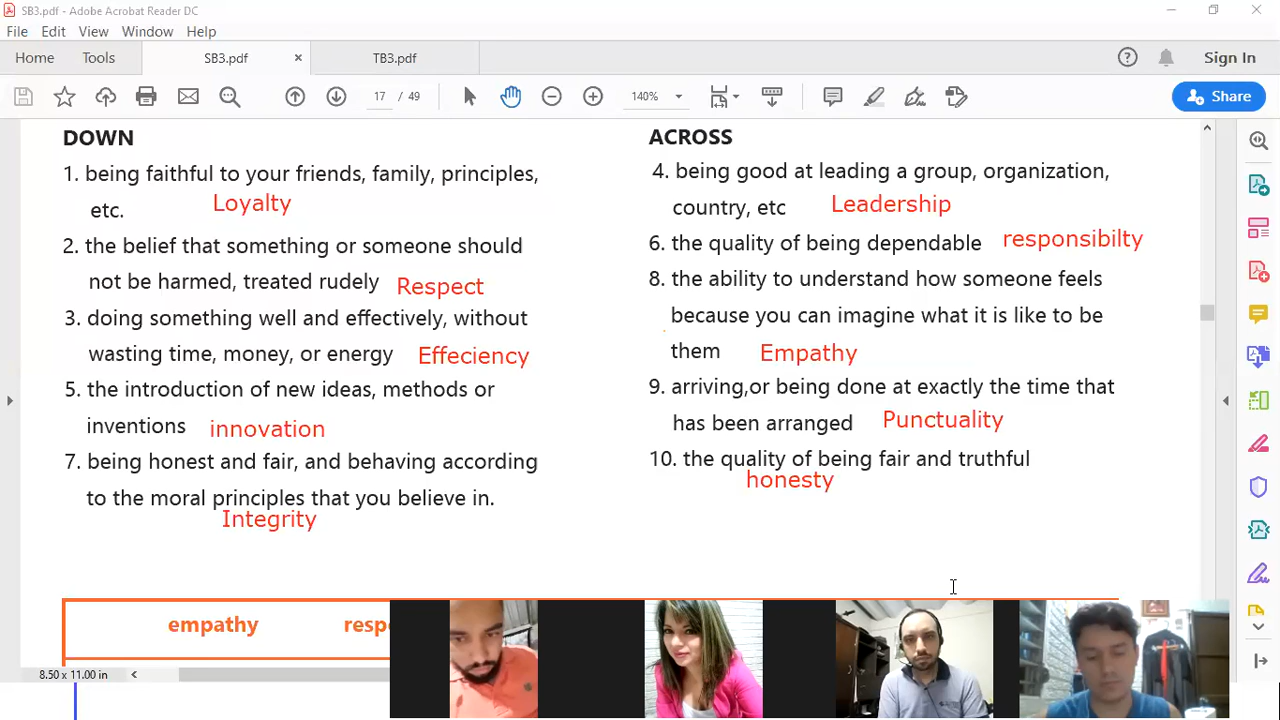 SB3.pdf - Adobe Acrobat Reader DC
File Edit View Window Help
Home Tools SB3.pdf × TB3.pdf Sign In
17 / 49 140% Share
DOWN
1. being faithful to your friends, family, principles,
etc. Loyalty
2. the belief that something or someone should
not be harmed, treated rudely Respect
3. doing something well and effectively, without
wasting time, money, or energy Effeciency
5. the introduction of new ideas, methods or
inventions innovation
7. being honest and fair, and behaving according
to the moral principles that you believe in.
Integrity
ACROSS
4. being good at leading a group, organization,
country, etc Leadership
6. the quality of being dependable responsibilty
8. the ability to understand how someone feels
because you can imagine what it is like to be
them Empathy
9. arriving,or being done at exactly the time that
has been arranged Punctuality
10. the quality of being fair and truthful
honesty
empathy respe
8.50 x 11.00 in